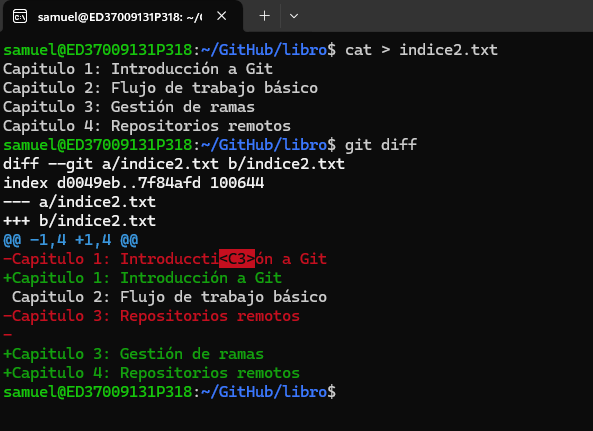 samuel@ED37009131P318: ~/G
samuel@ED37009131P318:~/GitHub/libro$ cat > indice2.txt
Capitulo 1: Introducción a Git
Capitulo 2: Flujo de trabajo básico
Capitulo 3: Gestión de ramas
Capitulo 4: Repositorios remotos
samuel@ED37009131P318:~/GitHub/libro$ git diff
diff --git a/indice2.txt b/indice2.txt
index d0049eb..7f84afd 100644
--- a/indice2.txt
+++ b/indice2.txt
@@ -1,4 +1,4 @@
-Capitulo 1: Introduccti<C3>ón a Git
+Capitulo 1: Introducción a Git
 Capitulo 2: Flujo de trabajo básico
-Capitulo 3: Repositorios remotos
-
+Capitulo 3: Gestión de ramas
+Capitulo 4: Repositorios remotos
samuel@ED37009131P318:~/GitHub/libro$